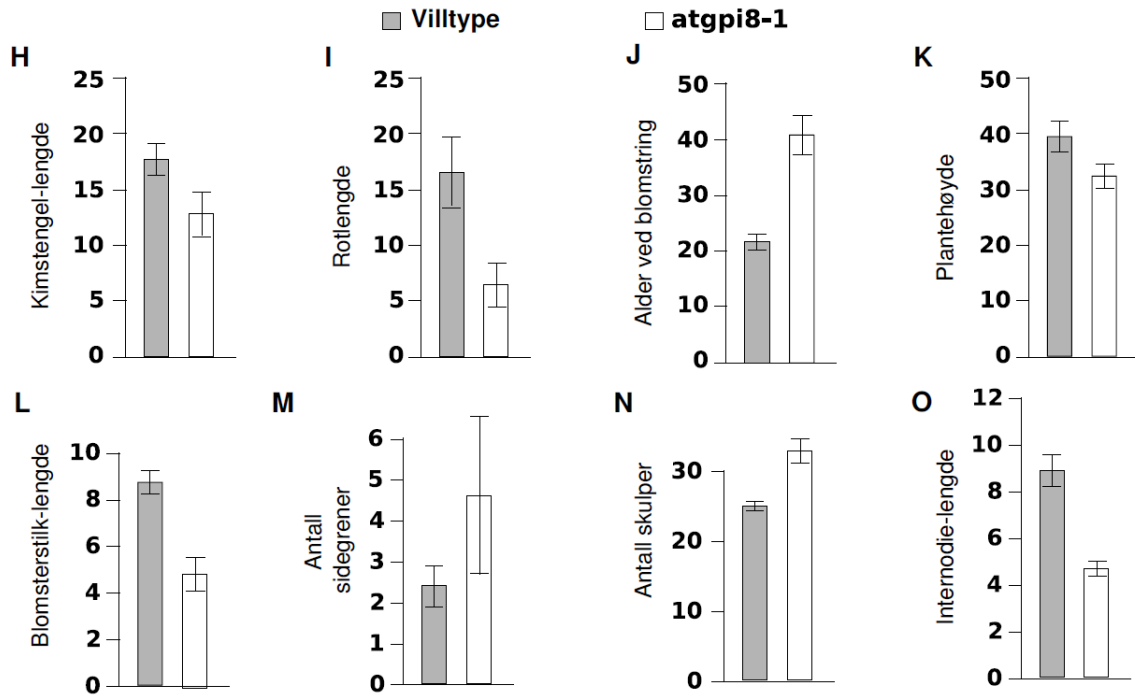 Villtype
atgpi8-1
H
Kimstengel-lengde
25
20
15
10
5
0
I
Rotlengde
25
20
15
10
5
0
J
Alder ved blomstring
50
40
30
20
10
0
K
Plantehøyde
50
40
30
20
10
0
L
Blomsterstilk-lengde
10
8
6
4
2
0
M
Antall
sidegrener
6
5
4
3
2
1
0
N
Antall skulper
30
20
10
0
O
Internodie-lengde
12
10
8
6
4
2
0